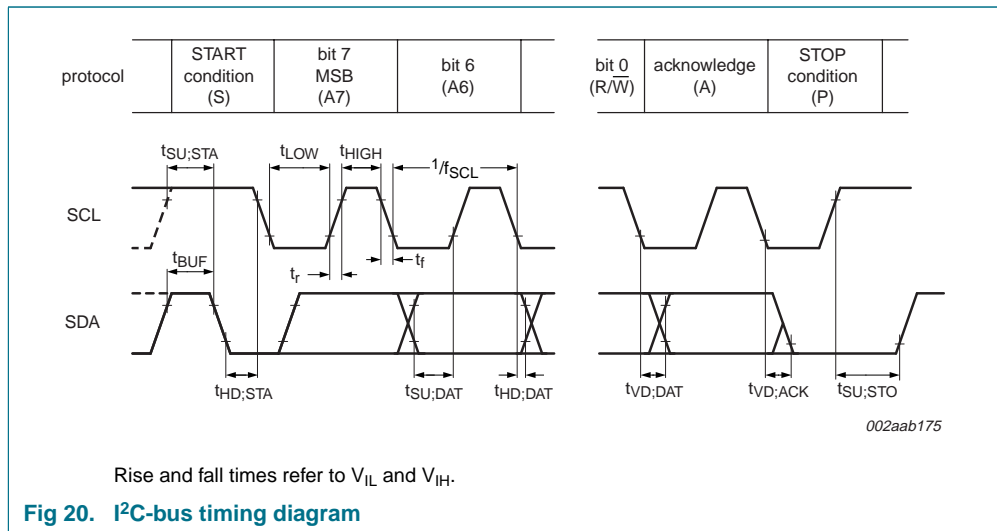 protocol
START
condition
(S)
bit 7
MSB
(A7)
bit 6
(A6)
bit 0
(R/W̅)
acknowledge
(A)
STOP
condition
(P)
tSU;STA
tLOW
tHIGH
1/fSCL
SCL
tBUF
tr
tf
SDA
tHD;STA
tSU;DAT
tHD;DAT
tVD;DAT
tVD;ACK
tSU;STO
002aab175
Rise and fall times refer to VIL and VIH.
Fig 20. I²C-bus timing diagram